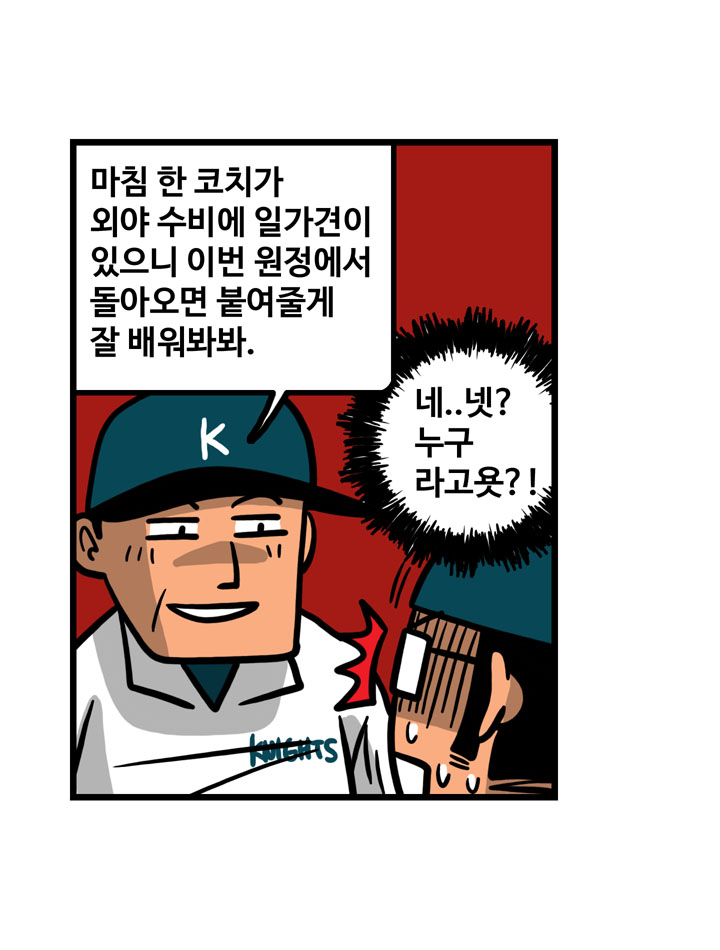 마침 한 코치가
외야 수비에 일가견이
있으니 이번 원정에서
돌아오면 붙여줄게
잘 배워봐봐.
네..넷?
누구
라고욧?!
K
KNIGHTS